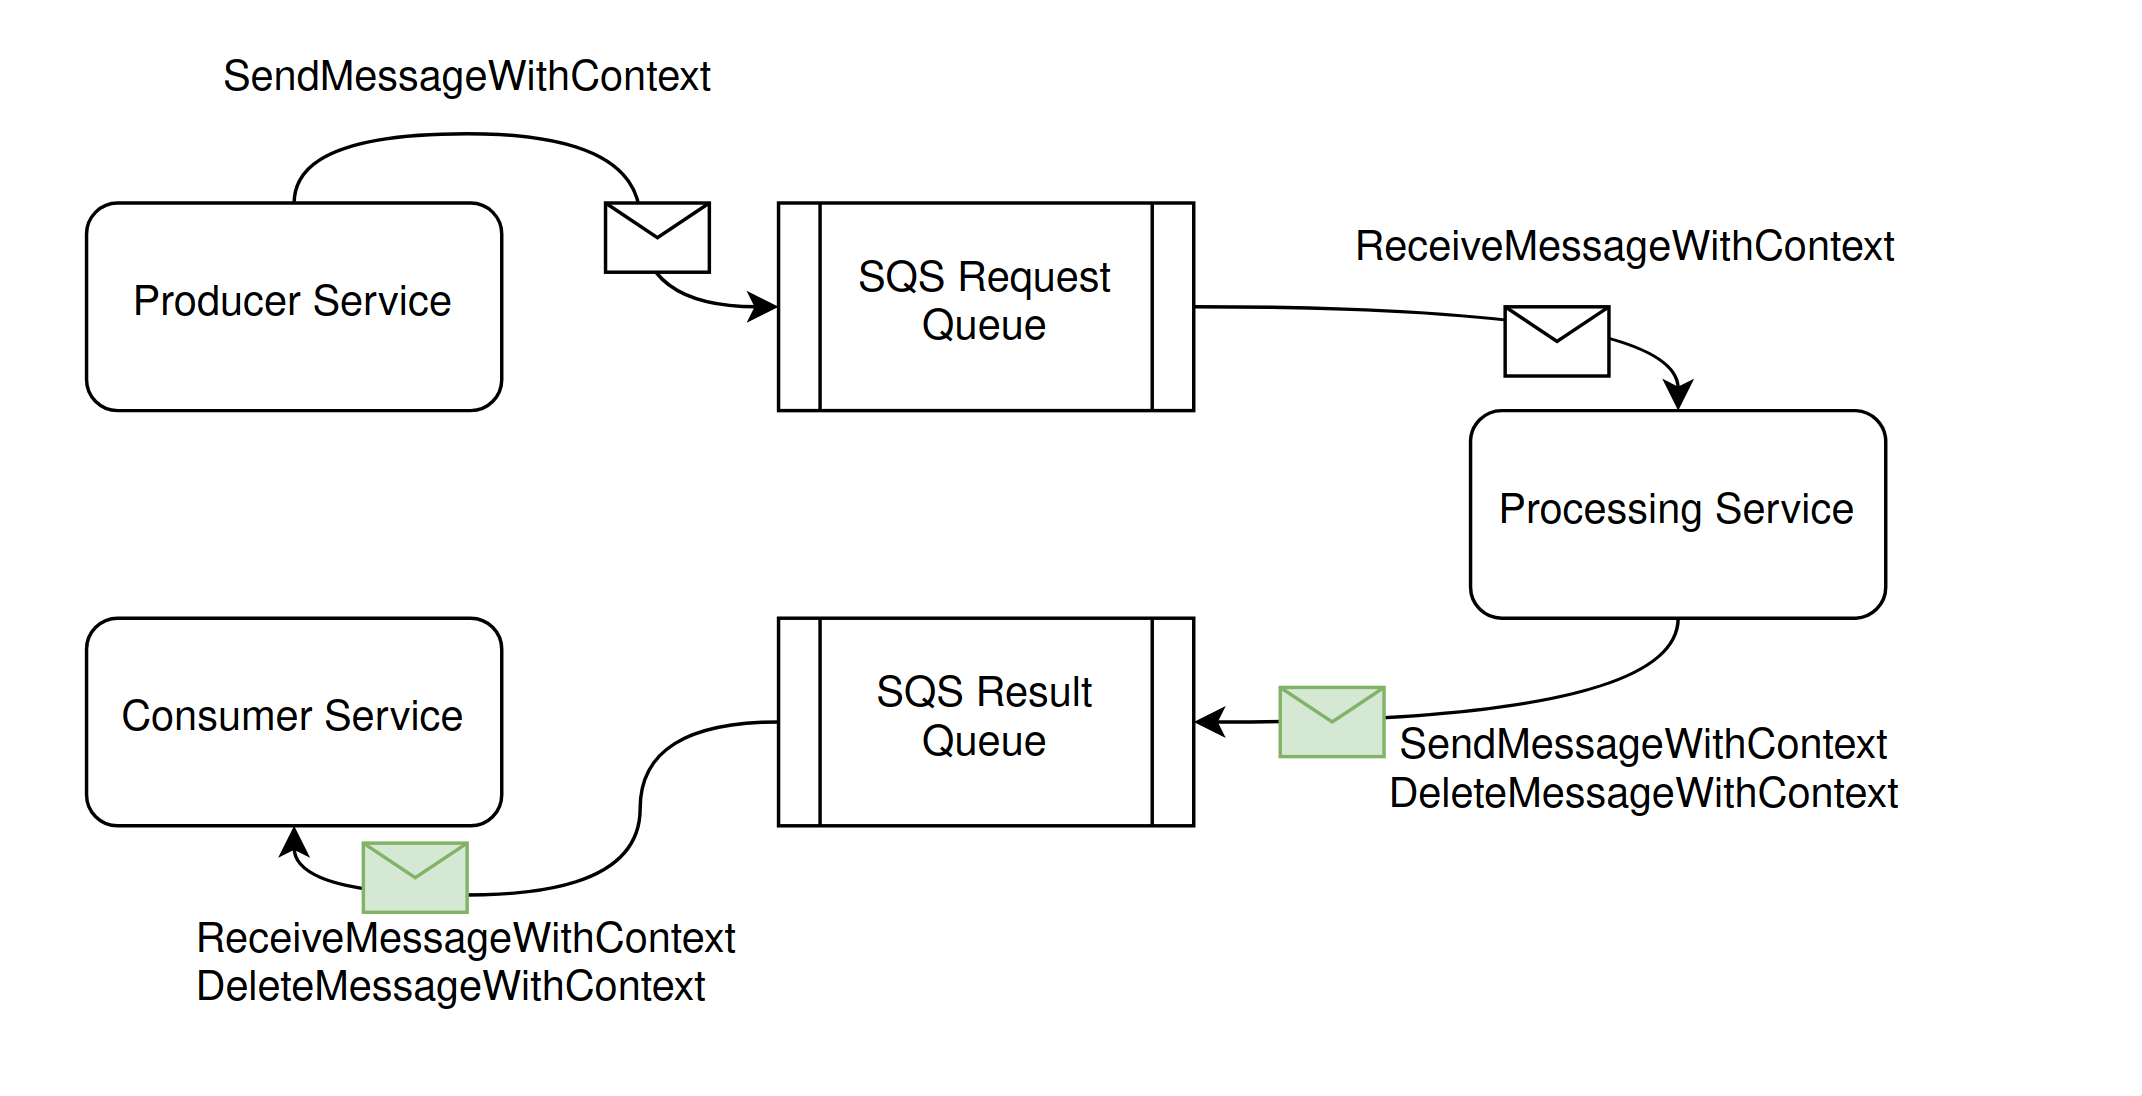 SendMessageWithContext
Producer Service
SQS Request
Queue
ReceiveMessageWithContext
Processing Service
Consumer Service
SQS Result
Queue
SendMessageWithContext
DeleteMessageWithContext
ReceiveMessageWithContext
DeleteMessageWithContext